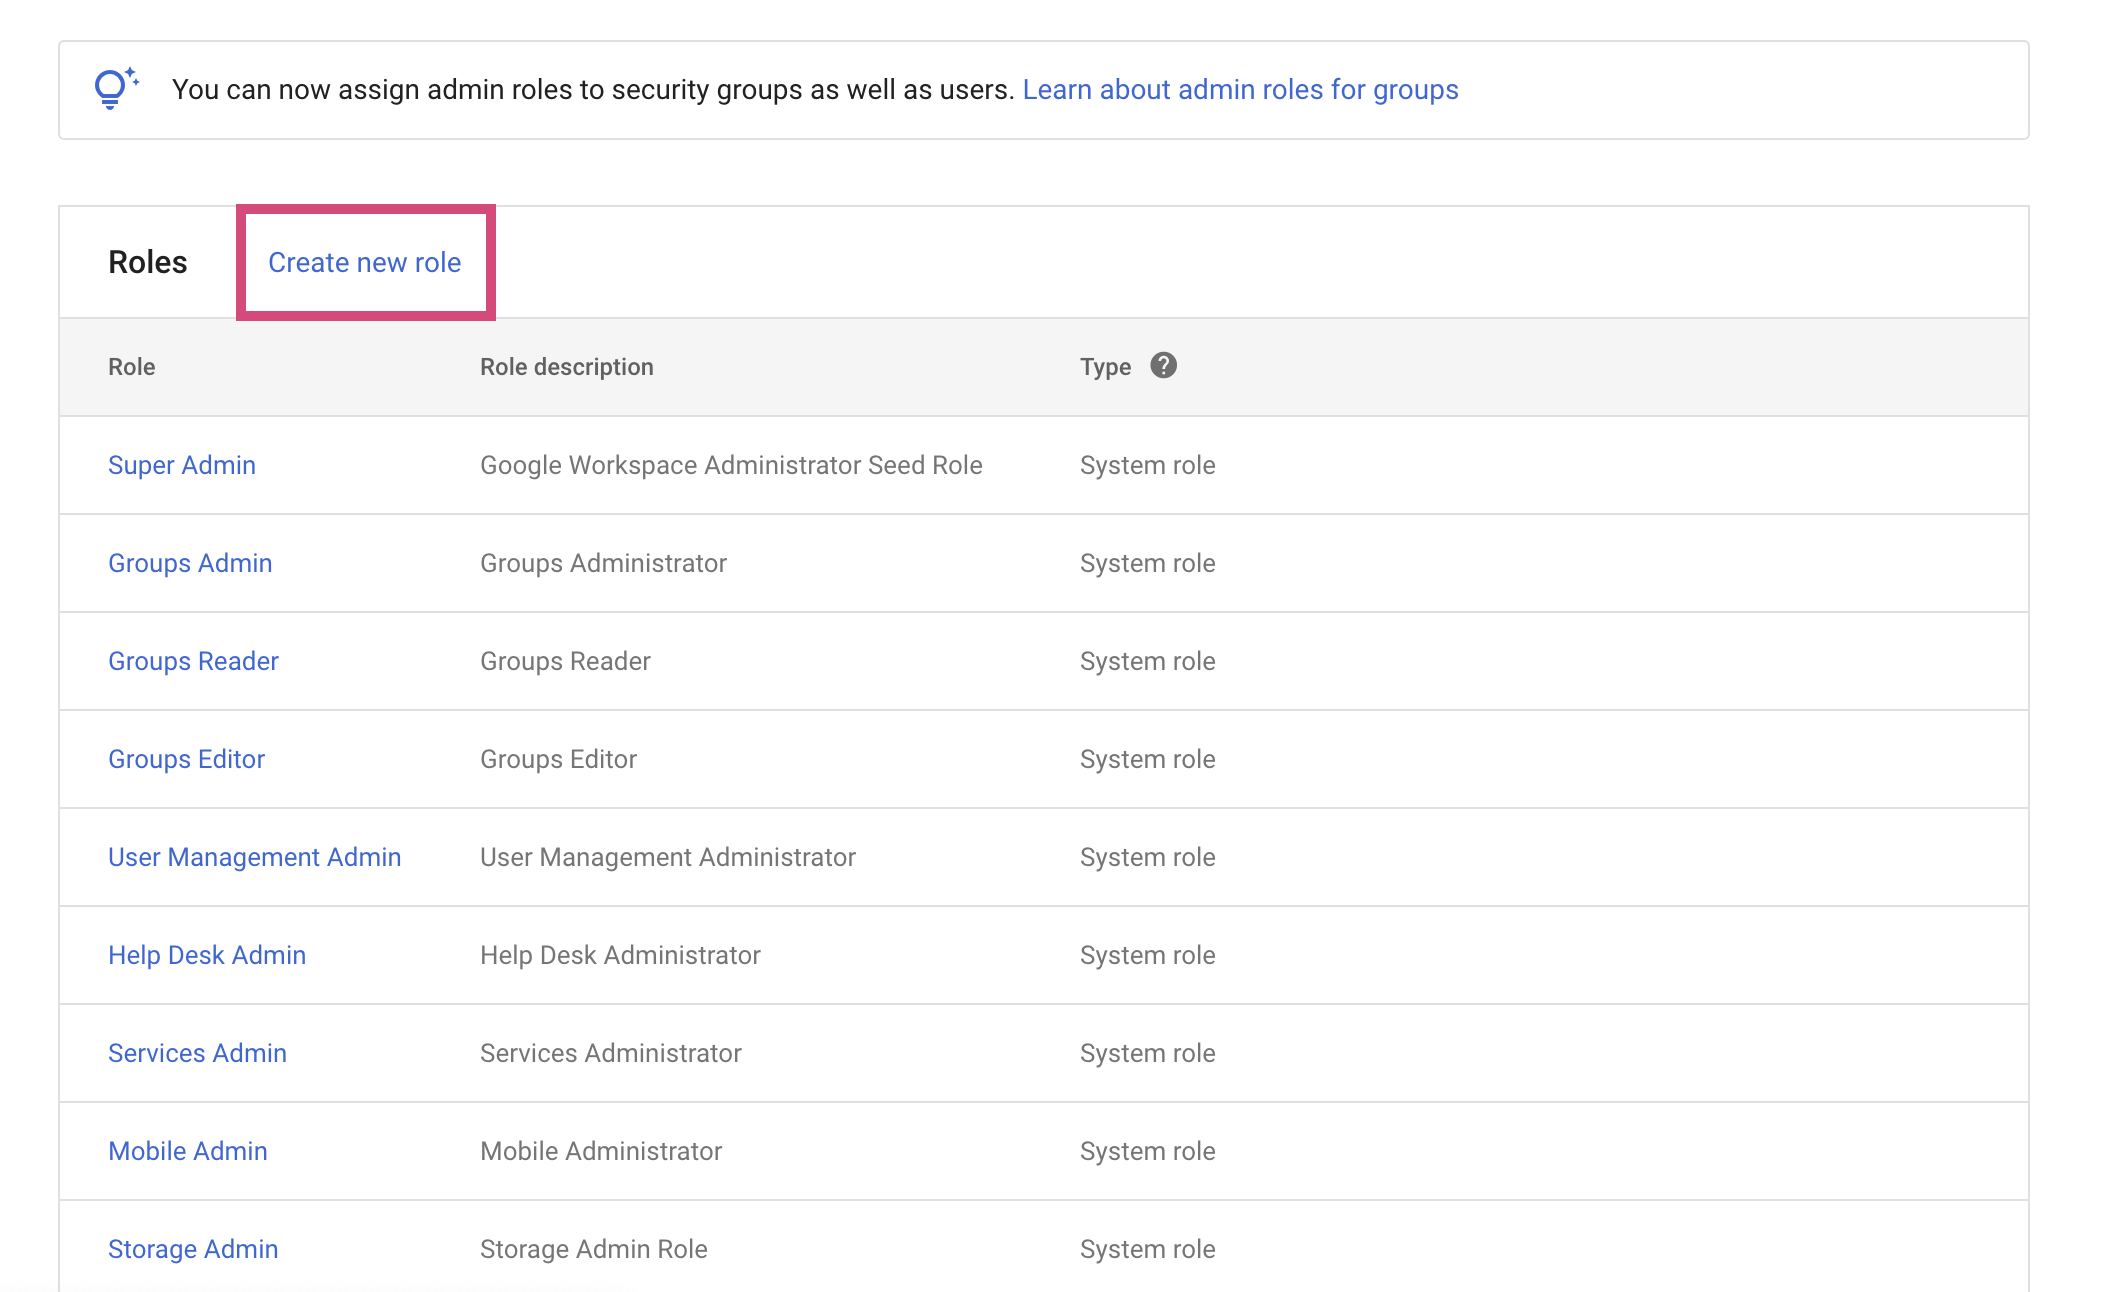 You can now assign admin roles to security groups as well as users. Learn about admin roles for groups
Roles Create new role
Role Role description Type ?
Super Admin Google Workspace Administrator Seed Role System role
Groups Admin Groups Administrator System role
Groups Reader Groups Reader System role
Groups Editor Groups Editor System role
User Management Admin User Management Administrator System role
Help Desk Admin Help Desk Administrator System role
Services Admin Services Administrator System role
Mobile Admin Mobile Administrator System role
Storage Admin Storage Admin Role System role